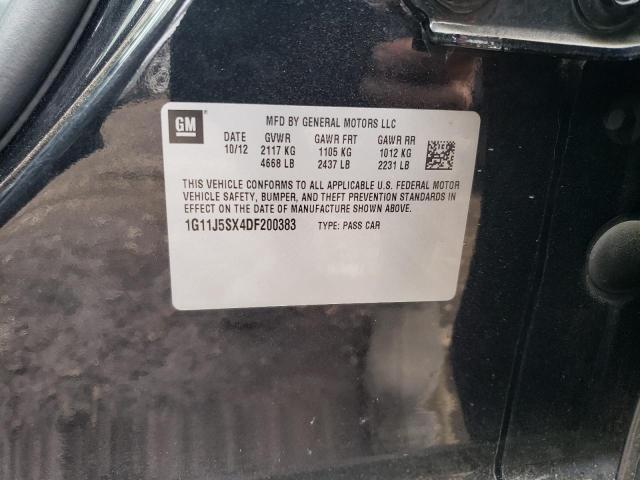 GM
MFD BY GENERAL MOTORS LLC
DATE GVWR GAWR FRT GAWR RR
10/12 2117 KG 1105 KG 1012 KG
4668 LB 2437 LB 2231 LB
THIS VEHICLE CONFORMS TO ALL APPLICABLE U.S. FEDERAL MOTOR
VEHICLE SAFETY, BUMPER, AND THEFT PREVENTION STANDARDS IN
EFFECT ON THE DATE OF MANUFACTURE SHOWN ABOVE.
1G11J5SX4DF200383 TYPE: PASS CAR